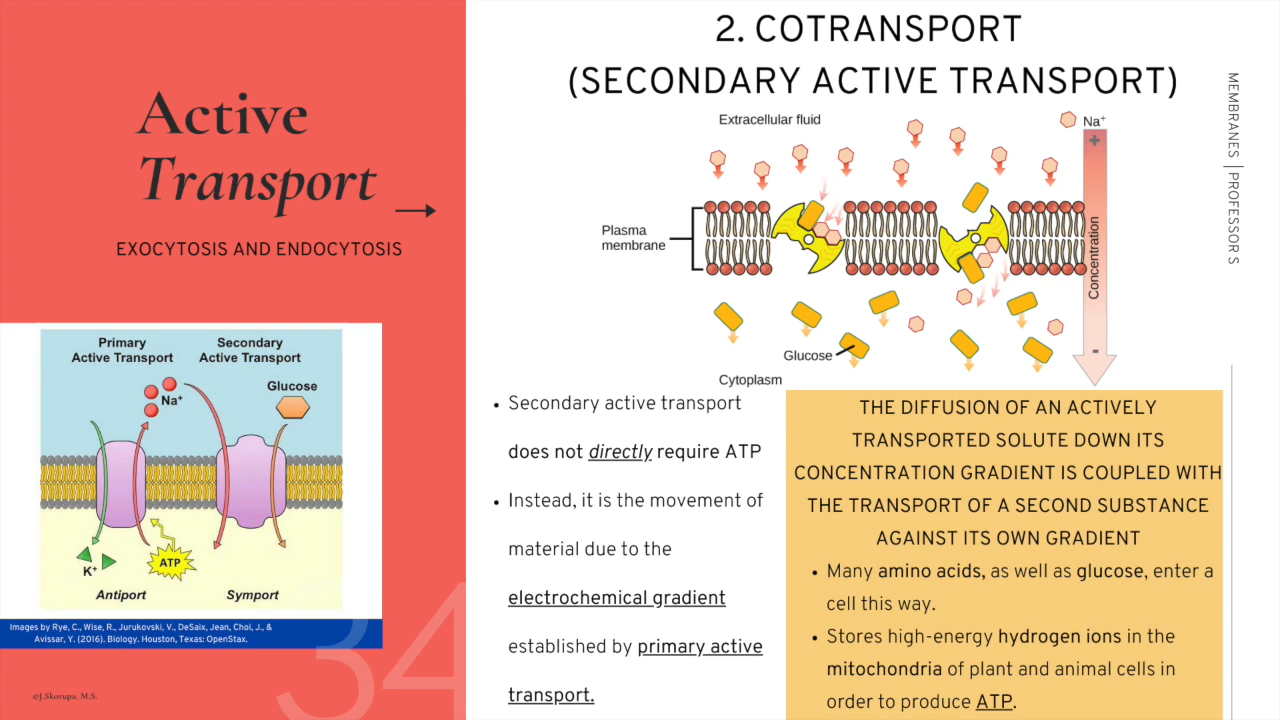 Active
Transport
EXOCYTOSIS AND ENDOCYTOSIS
Primary
Active Transport
Secondary
Active Transport
Na⁺
Glucose
K⁺
ATP
Antiport
Symport
Images by Rye, C., Wise, R., Jurukovski, V., DeSaix, Jean, Choi, J., &
Avissar, Y. (2016). Biology. Houston, Texas: OpenStax.
@J.Skorupa, M.S.
34
2. COTRANSPORT
(SECONDARY ACTIVE TRANSPORT)
MEMBRANES | PROFESSORS
Extracellular fluid
Na⁺
+
Plasma
membrane
Concentration
-
Glucose
Cytoplasm
• Secondary active transport
does not directly require ATP
• Instead, it is the movement of
material due to the
electrochemical gradient
established by primary active
transport.
THE DIFFUSION OF AN ACTIVELY
TRANSPORTED SOLUTE DOWN ITS
CONCENTRATION GRADIENT IS COUPLED WITH
THE TRANSPORT OF A SECOND SUBSTANCE
AGAINST ITS OWN GRADIENT
• Many amino acids, as well as glucose, enter a
cell this way.
• Stores high-energy hydrogen ions in the
mitochondria of plant and animal cells in
order to produce ATP.